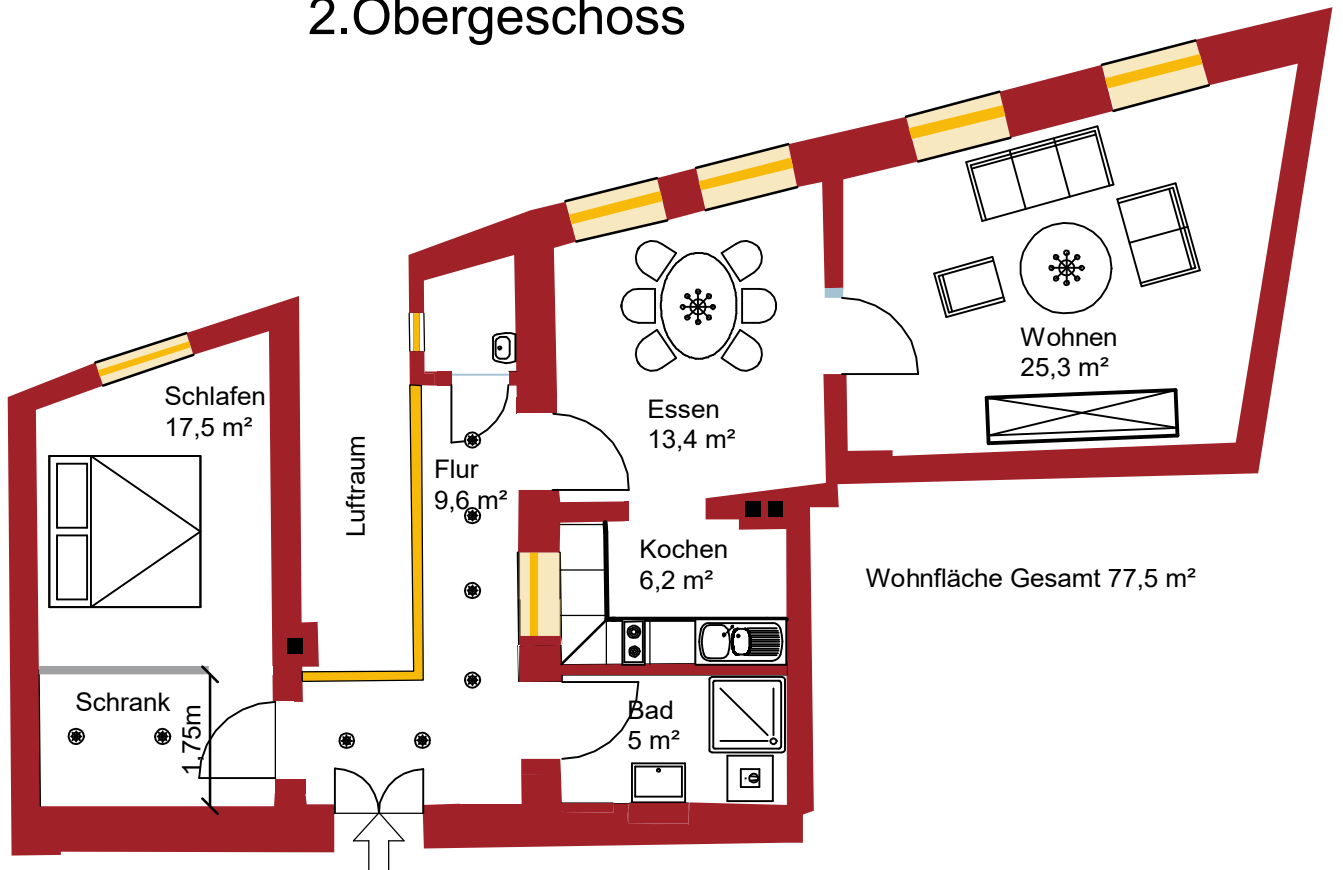 2.Obergeschoss
Schlafen
17,5 m²
Luftraum
Flur
9,6 m²
Essen
13,4 m²
Wohnen
25,3 m²
Kochen
6,2 m²
Wohnfläche Gesamt 77,5 m²
Schrank
1,75m
Bad
5 m²